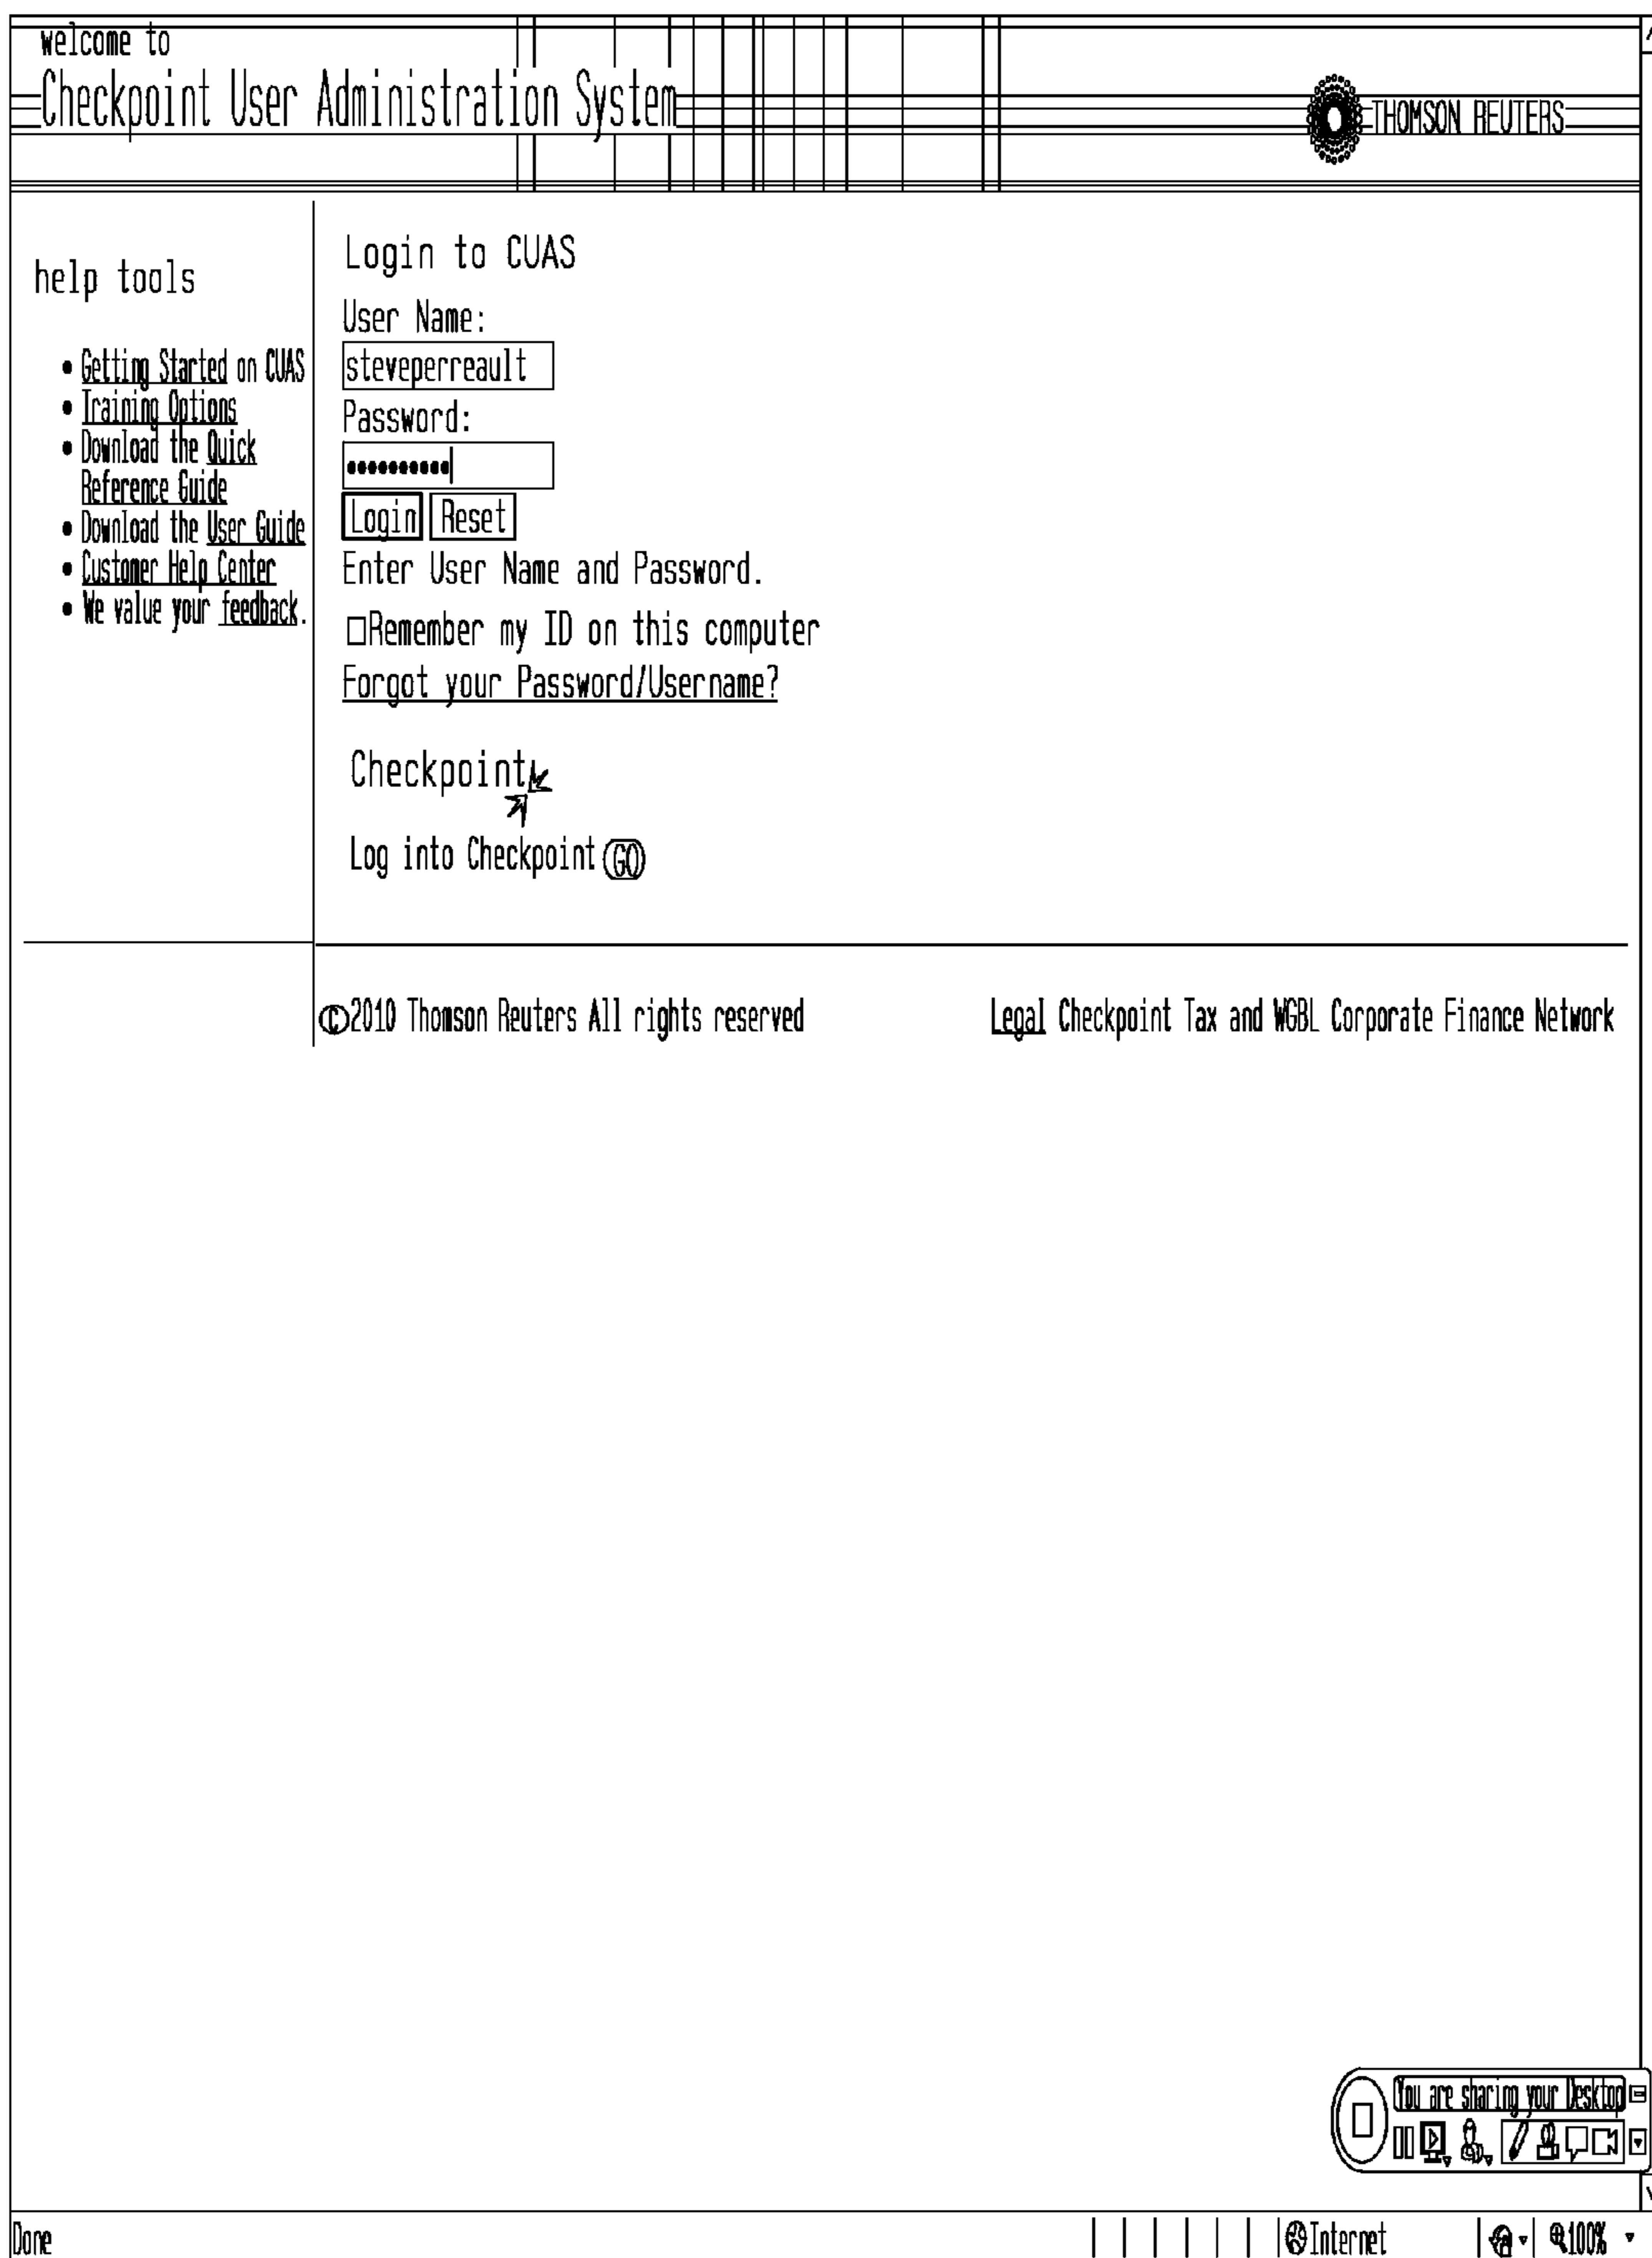 welcome to
Checkpoint User Administration System
THOMSON REUTERS
help tools
• Getting Started on CUAS
• Training Options
• Download the Quick
Reference Guide
• Download the User Guide
• Customer Help Center
• We value your feedback.
Login to CUAS
User Name:
steveperreault
Password:
••••••••••
Login Reset
Enter User Name and Password.
Remember my ID on this computer
Forgot your Password/Username?
Checkpoint
Log into Checkpoint GO
©2010 Thomson Reuters All rights reserved
Legal Checkpoint Tax and WGBL Corporate Finance Network
You are sharing your Desktop
Done
Internet
100%